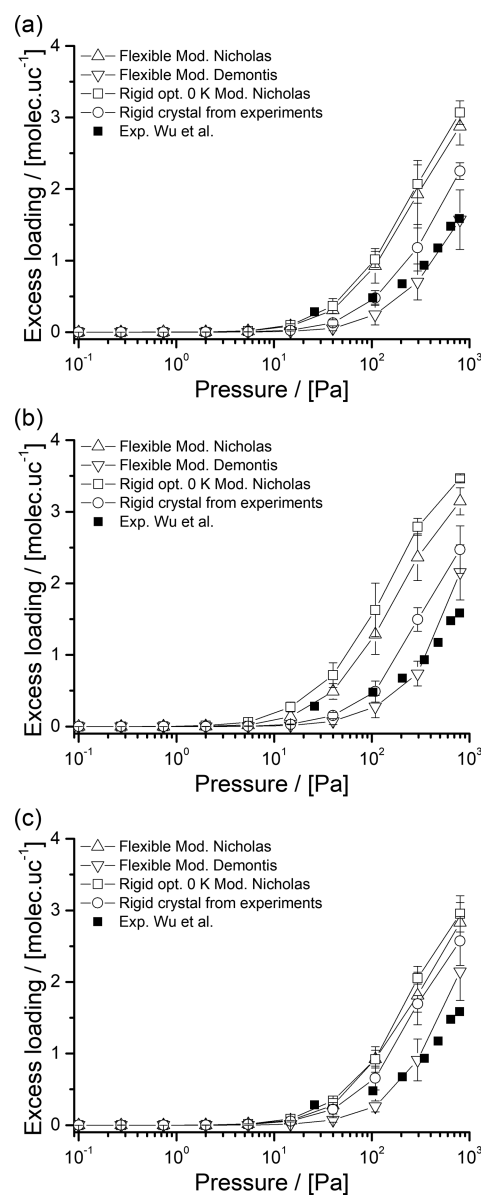 (a)
4
3
2
1
0
Excess loading / [molec.uc⁻¹]
Flexible Mod. Nicholas
Flexible Mod. Demontis
Rigid opt. 0 K Mod. Nicholas
Rigid crystal from experiments
Exp. Wu et al.
10⁻¹ 10⁰ 10¹ 10² 10³
Pressure / [Pa]
(b)
4
3
2
1
0
Excess loading / [molec.uc⁻¹]
Flexible Mod. Nicholas
Flexible Mod. Demontis
Rigid opt. 0 K Mod. Nicholas
Rigid crystal from experiments
Exp. Wu et al.
10⁻¹ 10⁰ 10¹ 10² 10³
Pressure / [Pa]
(c)
4
3
2
1
0
Excess loading / [molec.uc⁻¹]
Flexible Mod. Nicholas
Flexible Mod. Demontis
Rigid opt. 0 K Mod. Nicholas
Rigid crystal from experiments
Exp. Wu et al.
10⁻¹ 10⁰ 10¹ 10² 10³
Pressure / [Pa]